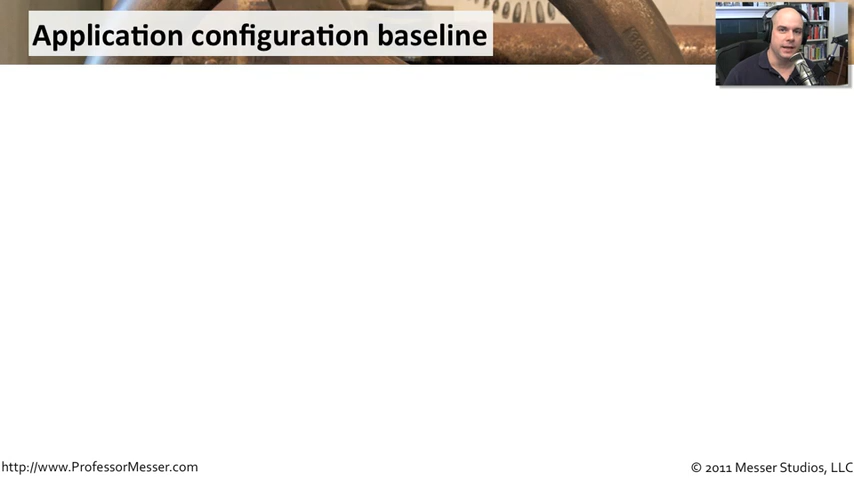 Application configuration baseline
http://www.ProfessorMesser.com
© 2011 Messer Studios, LLC